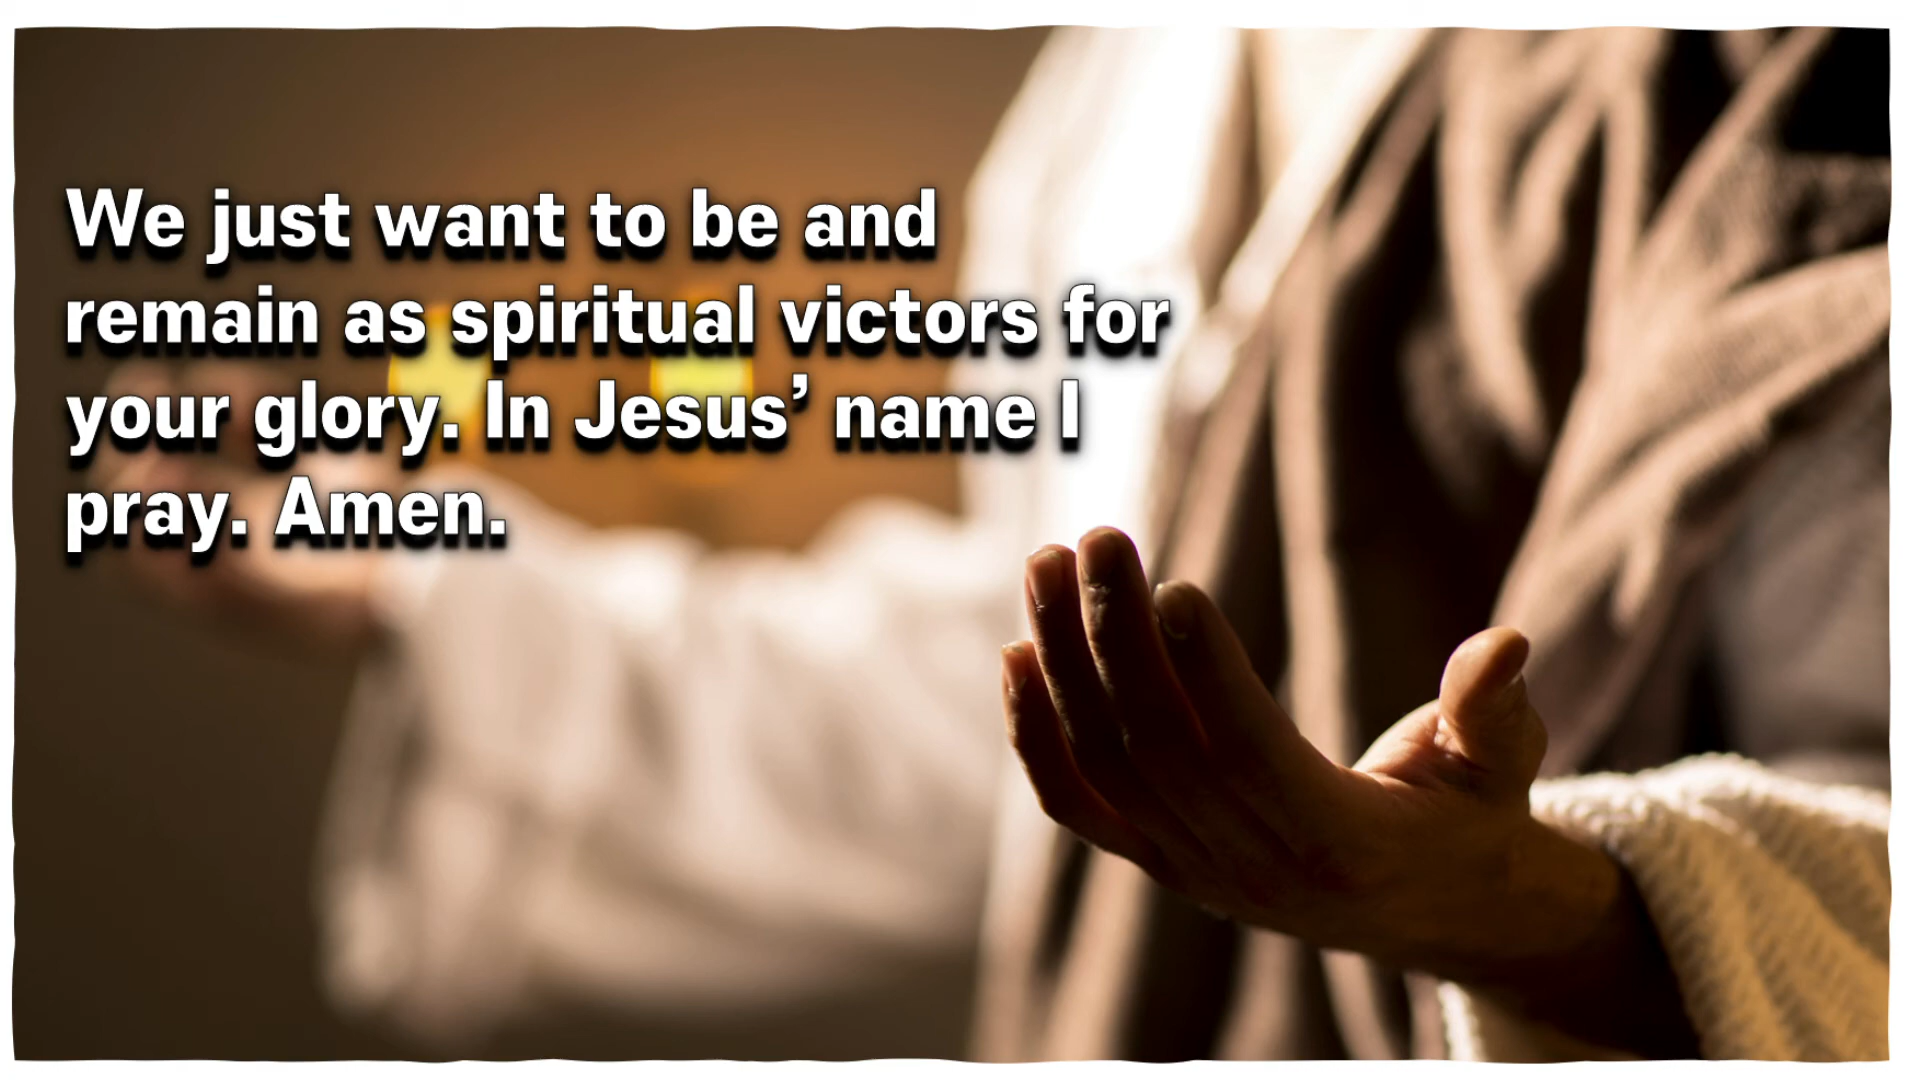 We just want to be and
remain as spiritual victors for
your glory. In Jesus’ name I
pray. Amen.